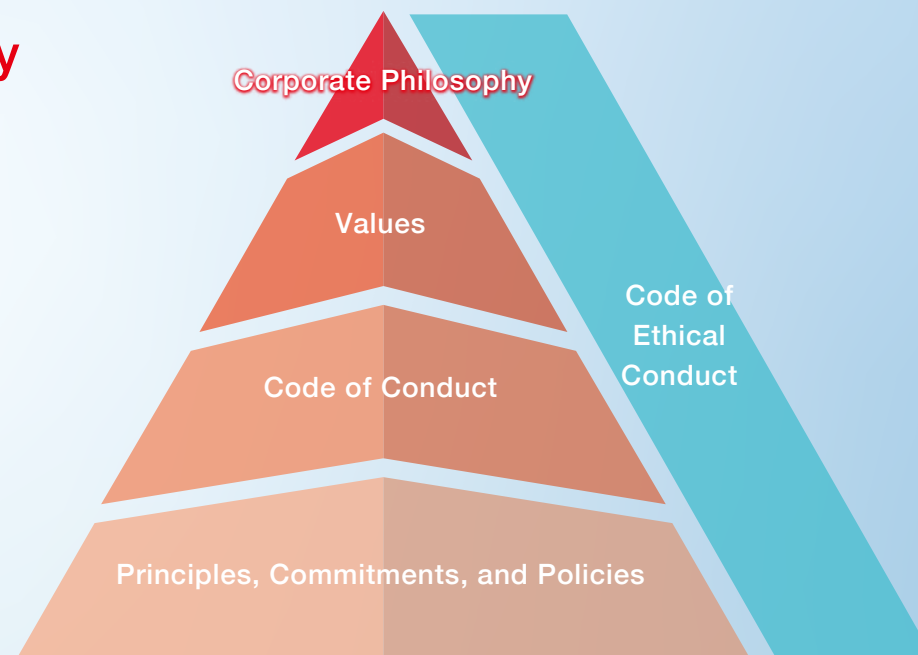 y
Corporate Philosophy
Values
Code of
Ethical
Conduct
Code of Conduct
Principles, Commitments, and Policies